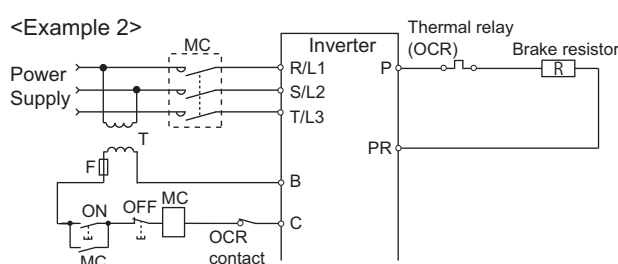 <Example 2>
MC
Inverter
Thermal relay
(OCR)
Brake resistor
Power
Supply
R/L1
S/L2
T/L3
P
R
T
PR
F
B
ON
OFF
MC
C
OCR
contact
MC